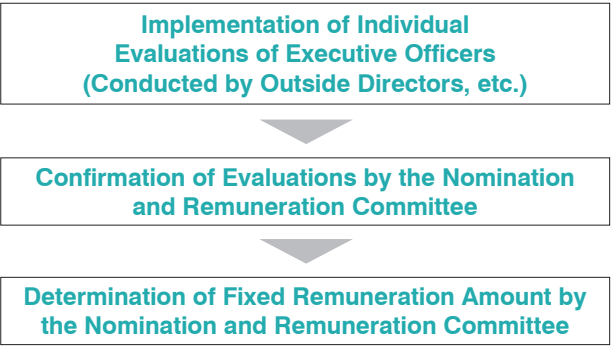 Implementation of Individual
Evaluations of Executive Officers
(Conducted by Outside Directors, etc.)
Confirmation of Evaluations by the Nomination
and Remuneration Committee
Determination of Fixed Remuneration Amount by
the Nomination and Remuneration Committee